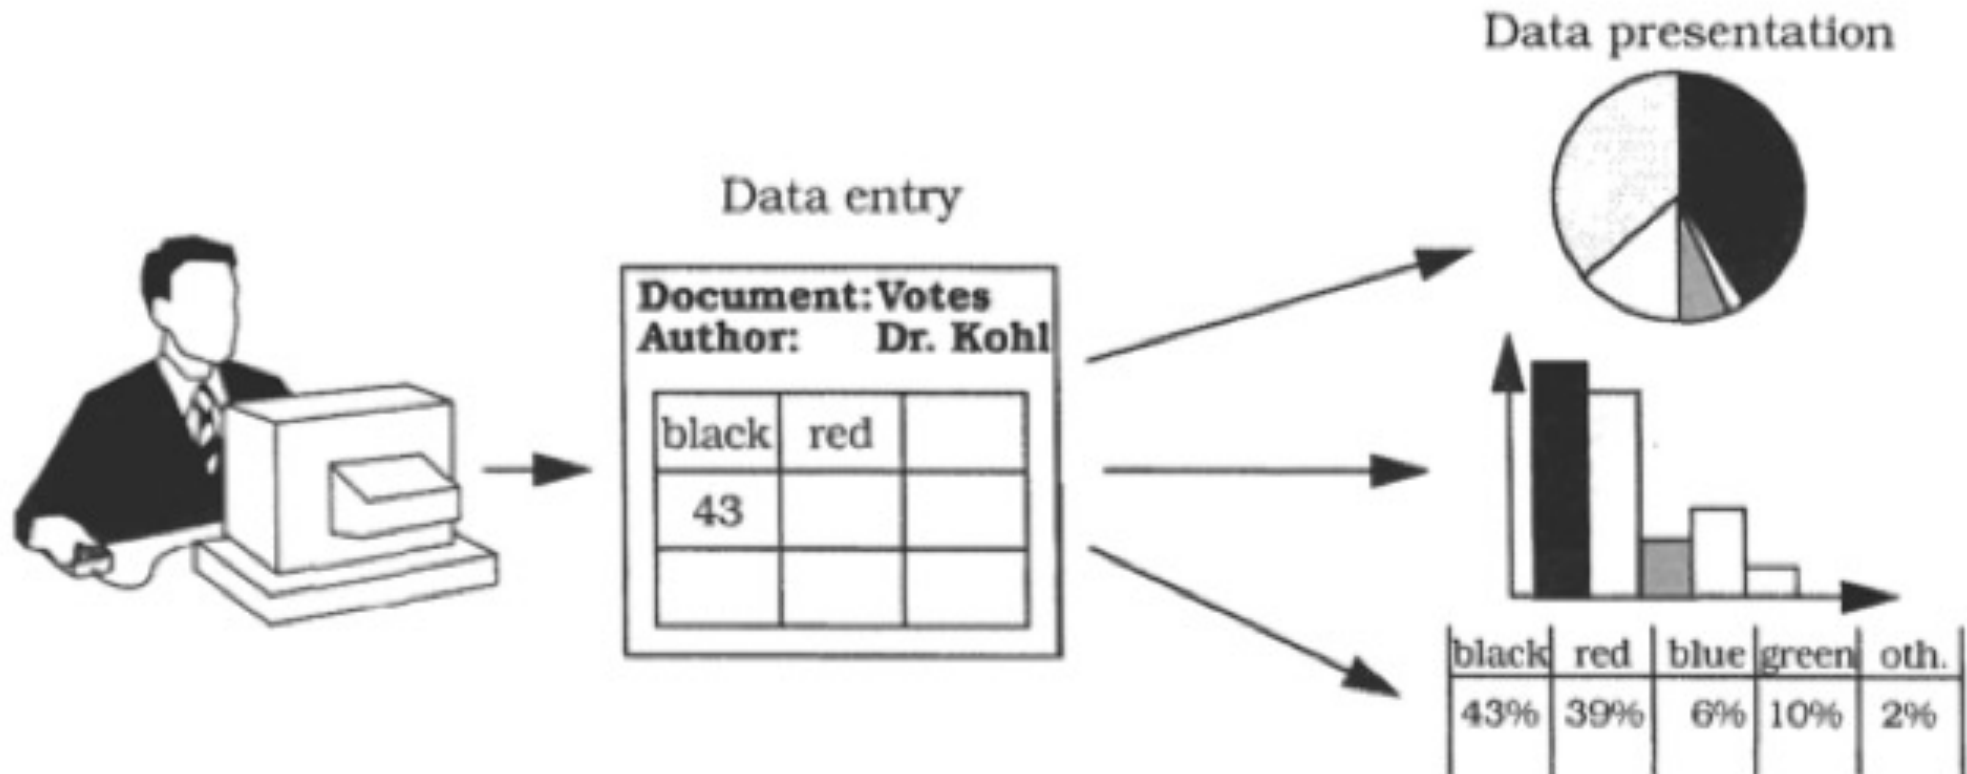 Data presentation
Data entry
Document: Votes
Author: Dr. Kohl
black red
43
black red blue green oth.
43% 39% 6% 10% 2%